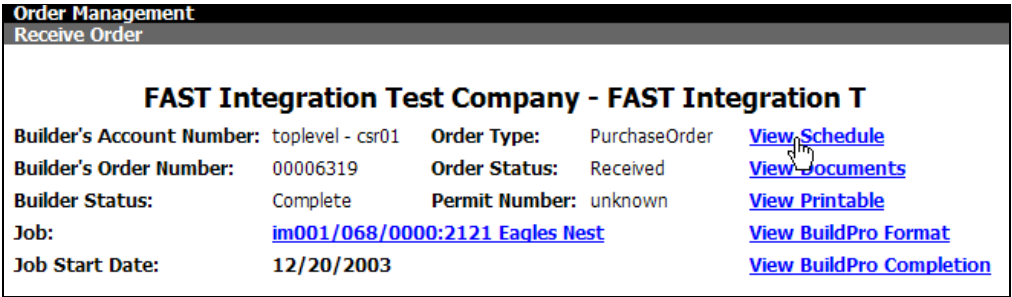 Order Management
Receive Order
FAST Integration Test Company - FAST Integration T
Builder's Account Number: toplevel - csr01 Order Type: PurchaseOrder View Schedule
Builder's Order Number: 00006319 Order Status: Received View Documents
Builder Status: Complete Permit Number: unknown View Printable
Job: im001/068/0000:2121 Eagles Nest View BuildPro Format
Job Start Date: 12/20/2003 View BuildPro Completion